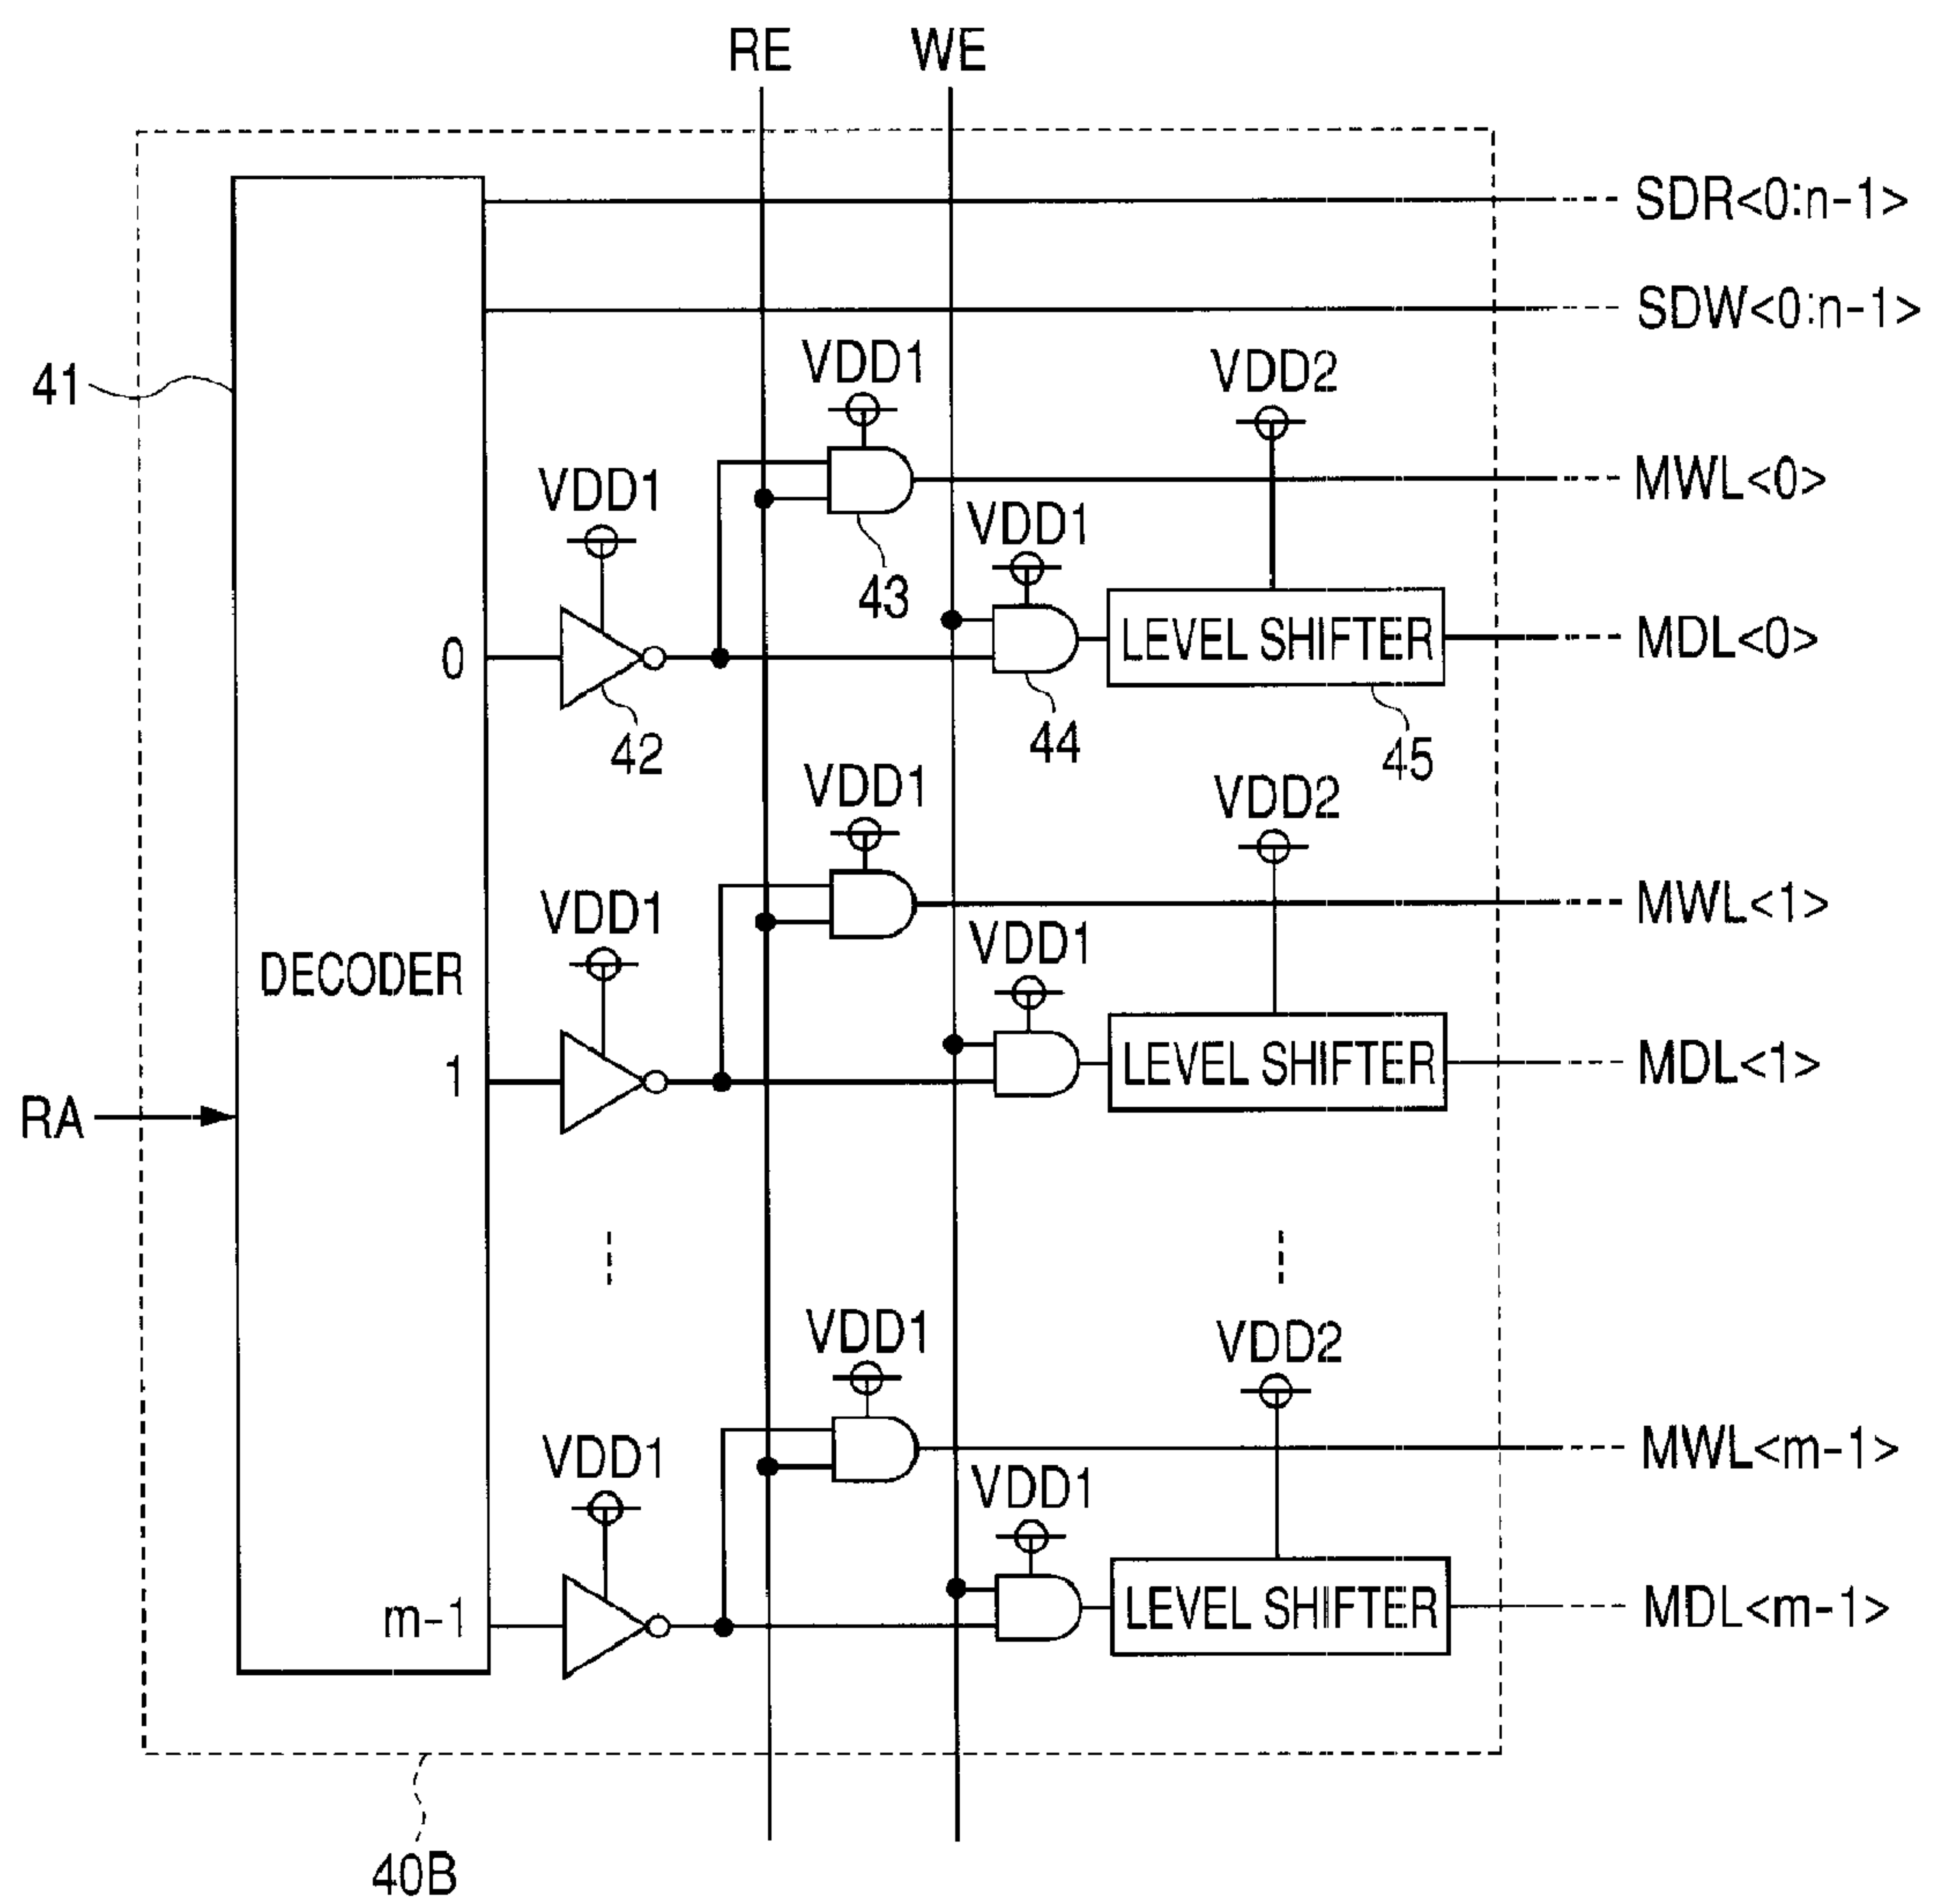 RE WE
SDR<0:n-1>
SDW<0:n-1>
41
VDD1
VDD2
VDD1
MWL<0>
VDD1
43
0
LEVEL SHIFTER
MDL<0>
42
44
45
VDD1
VDD2
VDD1
MWL<1>
VDD1
DECODER
1
LEVEL SHIFTER
MDL<1>
RA
VDD1
VDD2
VDD1
MWL<m-1>
VDD1
m-1
LEVEL SHIFTER
MDL<m-1>
40B